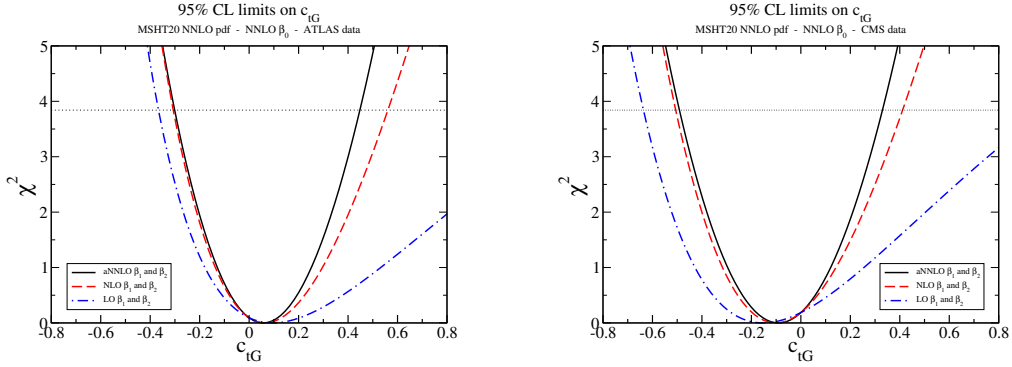 95% CL limits on c_tG
MSHT20 NNLO pdf - NNLO β_0 - ATLAS data
5
4
3
2
1
0
χ^2
-0.8 -0.6 -0.4 -0.2 0.0 0.2 0.4 0.6 0.8
c_tG
aNNLO β_1 and β_2
NLO β_1 and β_2
LO β_1 and β_2
95% CL limits on c_tG
MSHT20 NNLO pdf - NNLO β_0 - CMS data
5
4
3
2
1
0
χ^2
-0.8 -0.6 -0.4 -0.2 0 0.2 0.4 0.6 0.8
c_tG
aNNLO β_1 and β_2
NLO β_1 and β_2
LO β_1 and β_2